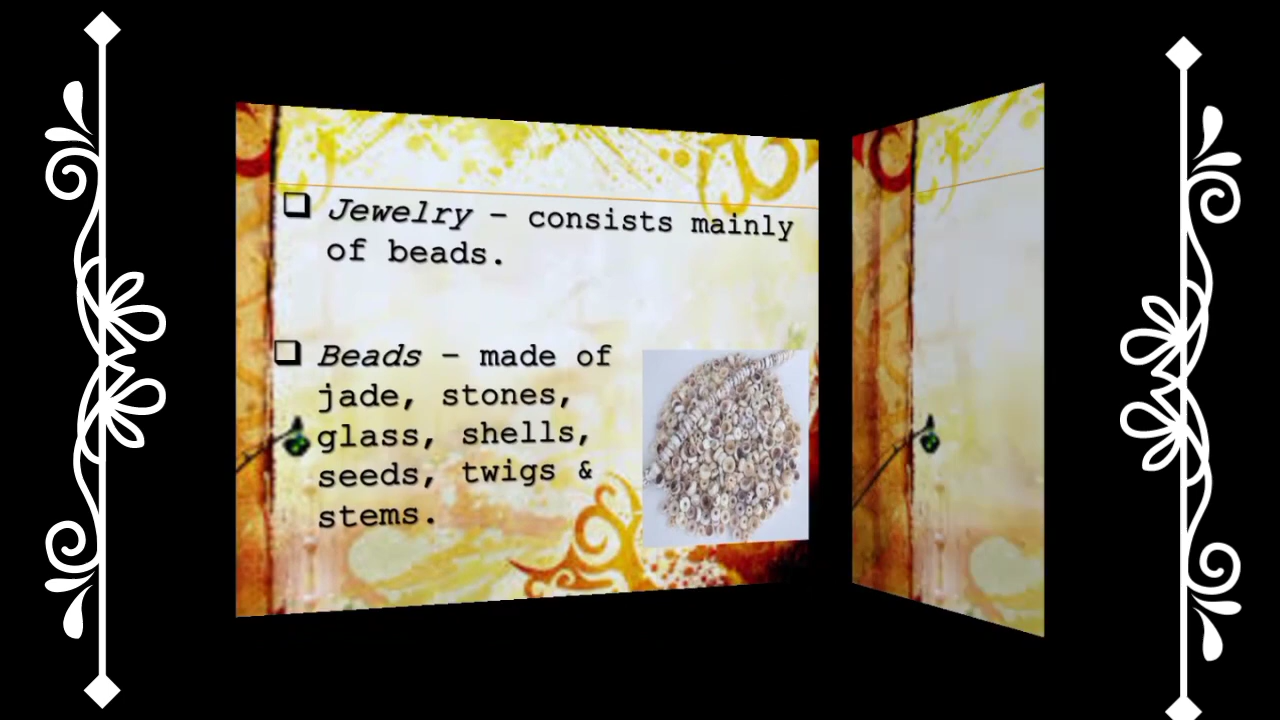 ❑ Jewelry – consists mainly
of beads.
❑ Beads – made of
jade, stones,
glass, shells,
seeds, twigs &
stems.